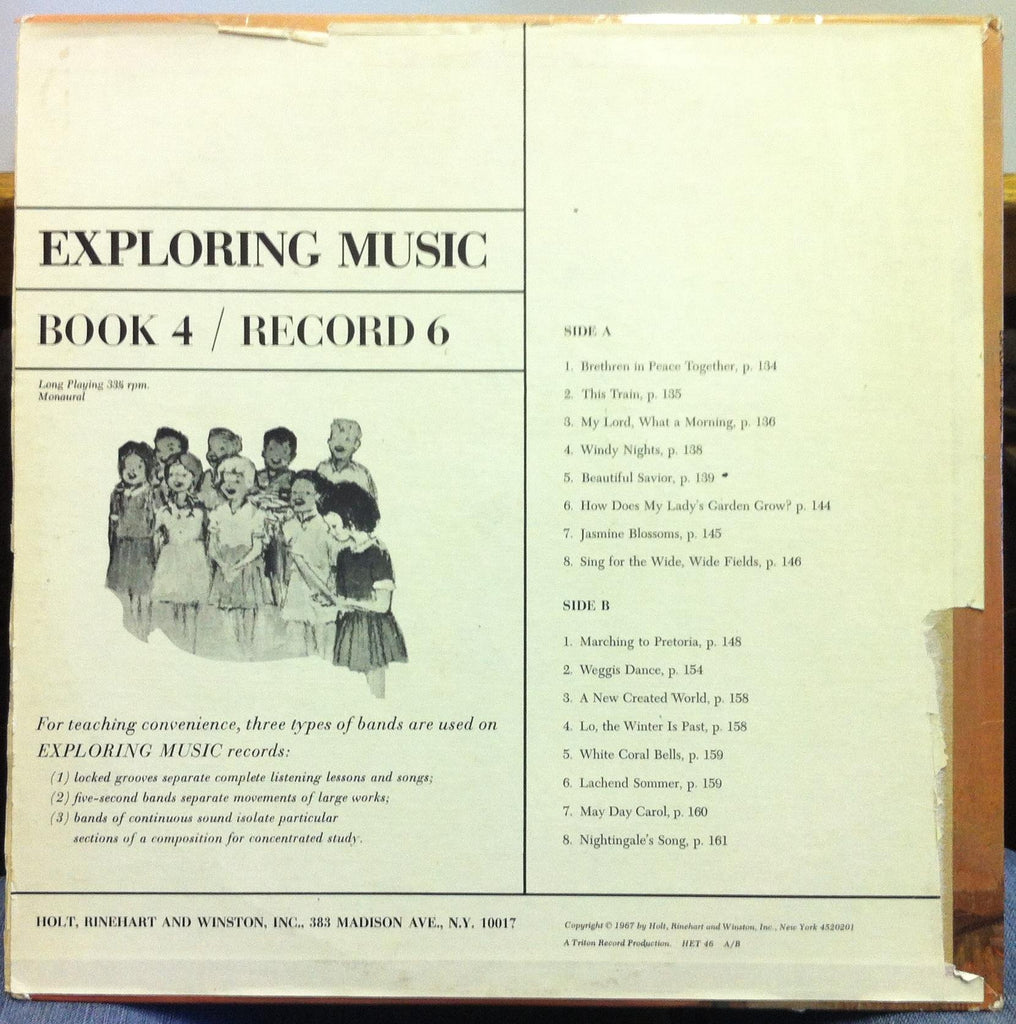 EXPLORING MUSIC
BOOK 4 / RECORD 6
Long Playing 33⅓ rpm.
Monaural
For teaching convenience, three types of bands are used on
EXPLORING MUSIC records:
(1) locked grooves separate complete listening lessons and songs;
(2) five-second bands separate movements of large works;
(3) bands of continuous sound isolate particular
sections of a composition for concentrated study.
SIDE A
1. Brethren in Peace Together, p. 134
2. This Train, p. 135
3. My Lord, What a Morning, p. 136
4. Windy Nights, p. 138
5. Beautiful Savior, p. 139
6. How Does My Lady's Garden Grow? p. 144
7. Jasmine Blossoms, p. 145
8. Sing for the Wide, Wide Fields, p. 146
SIDE B
1. Marching to Pretoria, p. 148
2. Weggis Dance, p. 154
3. A New Created World, p. 158
4. Lo, the Winter Is Past, p. 158
5. White Coral Bells, p. 159
6. Lachend Sommer, p. 159
7. May Day Carol, p. 160
8. Nightingale's Song, p. 161
HOLT, RINEHART AND WINSTON, INC., 383 MADISON AVE., N.Y. 10017
Copyright © 1967 by Holt, Rinehart and Winston, Inc., New York 4520201
A Triton Record Production. HET 46 A/B